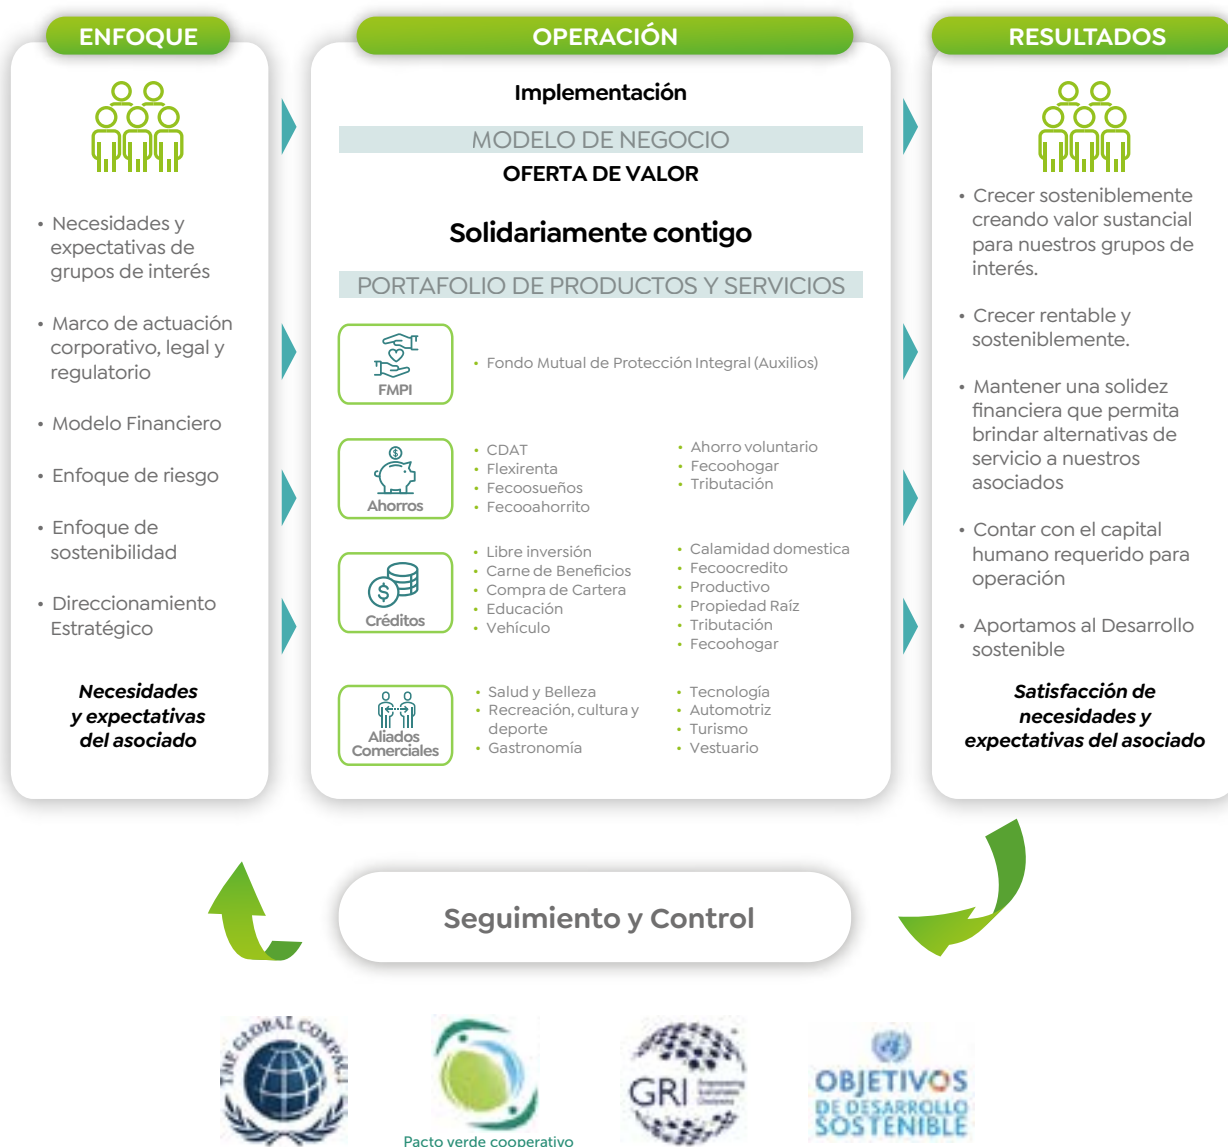 ENFOQUE
• Necesidades y
expectativas de
grupos de interés
• Marco de actuación
corporativo, legal y
regulatorio
• Modelo Financiero
• Enfoque de riesgo
• Enfoque de
sostenibilidad
• Direccionamiento
Estratégico
Necesidades
y expectativas
del asociado
OPERACIÓN
Implementación
MODELO DE NEGOCIO
OFERTA DE VALOR
Solidariamente contigo
PORTAFOLIO DE PRODUCTOS Y SERVICIOS
FMPI
• Fondo Mutual de Protección Integral (Auxilios)
Ahorros
• CDAT
• Flexirenta
• Fecoosueños
• Fecooahorrito
• Ahorro voluntario
• Fecoohogar
• Tributación
Créditos
• Libre inversión
• Carne de Beneficios
• Compra de Cartera
• Educación
• Vehículo
• Calamidad domestica
• Fecoocredito
• Productivo
• Propiedad Raíz
• Tributación
• Fecoohogar
Aliados
Comerciales
• Salud y Belleza
• Recreación, cultura y
deporte
• Gastronomía
• Tecnología
• Automotriz
• Turismo
• Vestuario
RESULTADOS
• Crecer sosteniblemente
creando valor sustancial
para nuestros grupos de
interés.
• Crecer rentable y
sosteniblemente.
• Mantener una solidez
financiera que permita
brindar alternativas de
servicio a nuestros
asociados
• Contar con el capital
humano requerido para
operación
• Aportamos al Desarrollo
sostenible
Satisfacción de
necesidades y
expectativas del asociado
Seguimiento y Control
THE GLOBAL COMPACT
Pacto verde cooperativo
GRI
OBJETIVOS
DE DESARROLLO
SOSTENIBLE